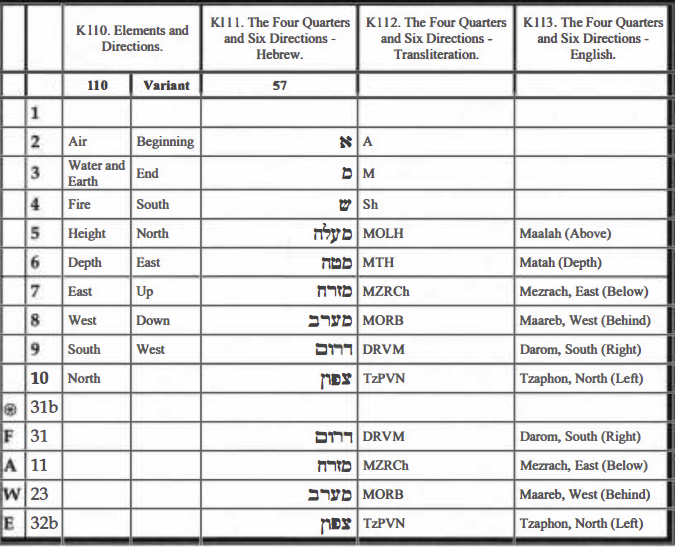 K110. Elements and Directions. K111. The Four Quarters and Six Directions - Hebrew. K112. The Four Quarters and Six Directions - Transliteration. K113. The Four Quarters and Six Directions - English.
110 Variant 57
1
2 Air Beginning א A
3 Water and Earth End מ M
4 Fire South ש Sh
5 Height North מעלה MOLH Maalah (Above)
6 Depth East מטה MTH Matah (Depth)
7 East Up מזרח MZRCh Mezrach, East (Below)
8 West Down מערב MORB Maareb, West (Behind)
9 South West דרום DRVM Darom, South (Right)
10 North צפון TzPVN Tzaphon, North (Left)
31b
F 31 דרום DRVM Darom, South (Right)
A 11 מזרח MZRCh Mezrach, East (Below)
W 23 מערב MORB Maareb, West (Behind)
E 32b צפון TzPVN Tzaphon, North (Left)